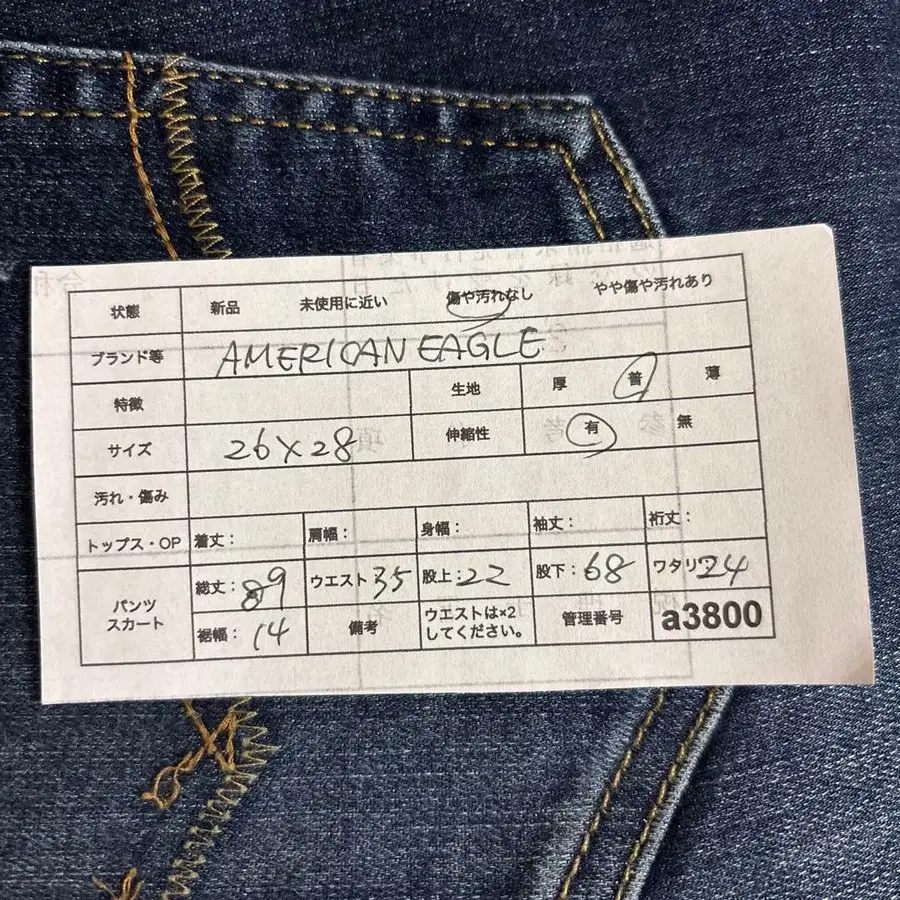 状態 新品 未使用に近い 傷や汚れなし やや傷や汚れあり
ブランド等 AMERICAN EAGLE
特徴 生地 厚 普 薄
サイズ 26×28 伸縮性 有 無
汚れ・傷み
トップス・OP 着丈： 肩幅： 身幅： 袖丈： 裄丈：
パンツ スカート 総丈：89 ウエスト 35 股上：22 股下：68 ワタリ：24
裾幅：14 備考 ウエストは×2 管理番号 a3800
してください。